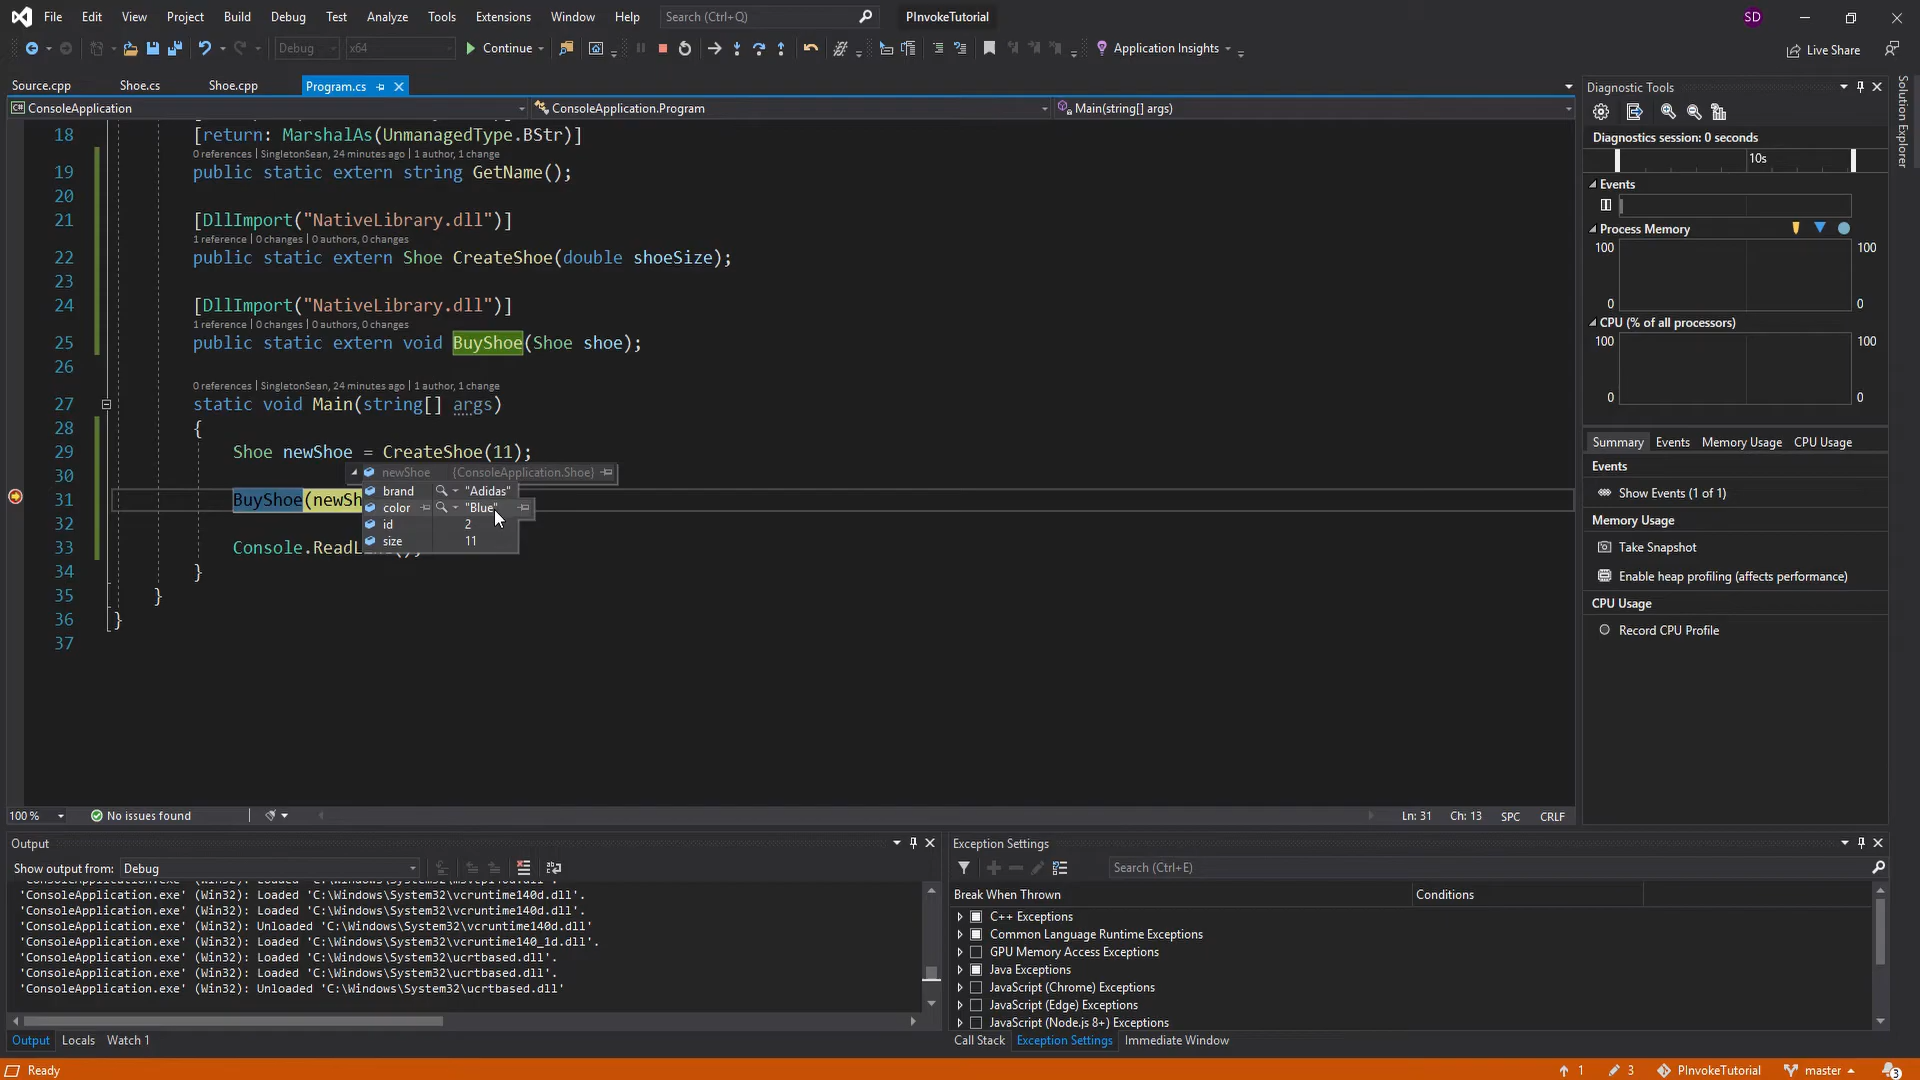 File Edit View Project Build Debug Test Analyze Tools Extensions Window Help Search (Ctrl+Q) PInvokeTutorial SD
Debug x64 Continue Application Insights Live Share
Source.cpp Shoe.cs Shoe.cpp Program.cs
ConsoleApplication ConsoleApplication.Program Main(string[] args)
18 [return: MarshalAs(UnmanagedType.BStr)]
0 references | SingletonSean, 24 minutes ago | 1 author, 1 change
19 public static extern string GetName();
20
21 [DllImport("NativeLibrary.dll")]
1 reference | 0 changes | 0 authors, 0 changes
22 public static extern Shoe CreateShoe(double shoeSize);
23
24 [DllImport("NativeLibrary.dll")]
1 reference | 0 changes | 0 authors, 0 changes
25 public static extern void BuyShoe(Shoe shoe);
26
0 references | SingletonSean, 24 minutes ago | 1 author, 1 change
27 static void Main(string[] args)
28 {
29 Shoe newShoe = CreateShoe(11);
30
newShoe {ConsoleApplication.Shoe}
brand "Adidas"
31 BuyShoe(newSh
color "Blue"
32
id 2
size 11
33 Console.ReadL
34 }
35 }
36 }
37
100 % No issues found Ln: 31 Ch: 13 SPC CRLF
Diagnostic Tools
Diagnostics session: 0 seconds
10s
Events
Process Memory
100 100
0 0
CPU (% of all processors)
100 100
0 0
Summary Events Memory Usage CPU Usage
Events
Show Events (1 of 1)
Memory Usage
Take Snapshot
Enable heap profiling (affects performance)
CPU Usage
Record CPU Profile
Solution Explorer
Output
Show output from: Debug
'ConsoleApplication.exe' (Win32): Loaded 'C:\Windows\System32\vcruntime140d.dll'.
'ConsoleApplication.exe' (Win32): Loaded 'C:\Windows\System32\vcruntime140d.dll'.
'ConsoleApplication.exe' (Win32): Unloaded 'C:\Windows\System32\vcruntime140d.dll'
'ConsoleApplication.exe' (Win32): Loaded 'C:\Windows\System32\vcruntime140_1d.dll'.
'ConsoleApplication.exe' (Win32): Loaded 'C:\Windows\System32\ucrtbased.dll'.
'ConsoleApplication.exe' (Win32): Loaded 'C:\Windows\System32\ucrtbased.dll'.
'ConsoleApplication.exe' (Win32): Unloaded 'C:\Windows\System32\ucrtbased.dll'
Output Locals Watch 1
Exception Settings
Search (Ctrl+E)
Break When Thrown Conditions
C++ Exceptions
Common Language Runtime Exceptions
GPU Memory Access Exceptions
Java Exceptions
JavaScript (Chrome) Exceptions
JavaScript (Edge) Exceptions
JavaScript (Node.js 8+) Exceptions
Call Stack Exception Settings Immediate Window
Ready 1 3 PInvokeTutorial master 3